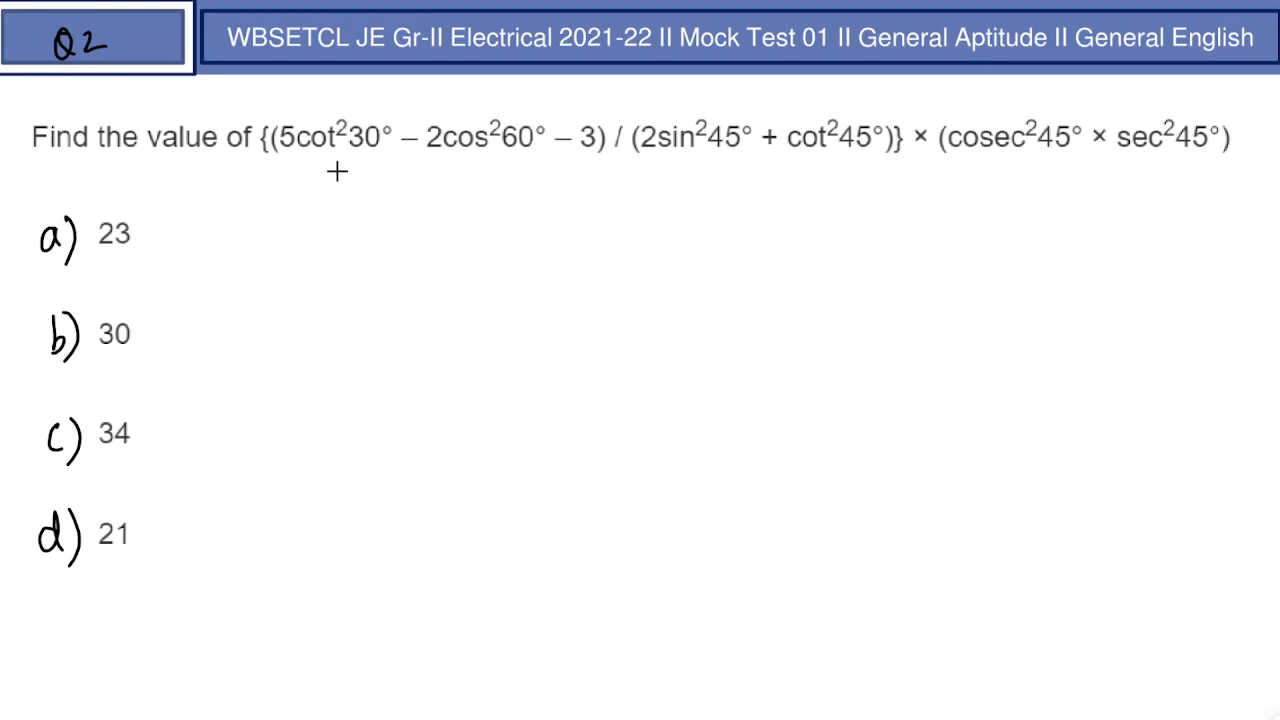 Q2
WBSETCL JE Gr-II Electrical 2021-22 II Mock Test 01 II General Aptitude II General English
Find the value of {(5cot²30° – 2cos²60° – 3) / (2sin²45° + cot²45°)} × (cosec²45° × sec²45°)
a) 23
b) 30
c) 34
d) 21